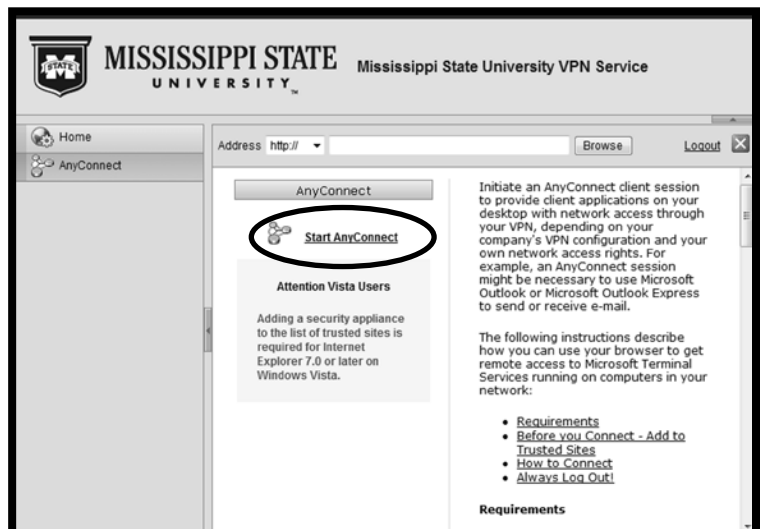 STATE
MISSISSIPPI STATE
UNIVERSITY™
Mississippi State University VPN Service
Home
AnyConnect
Address http:// Browse Logout
AnyConnect
Start AnyConnect
Attention Vista Users
Adding a security appliance
to the list of trusted sites is
required for Internet
Explorer 7.0 or later on
Windows Vista.
Initiate an AnyConnect client session
to provide client applications on your
desktop with network access through
your VPN, depending on your
company's VPN configuration and your
own network access rights. For
example, an AnyConnect session
might be necessary to use Microsoft
Outlook or Microsoft Outlook Express
to send or receive e-mail.
The following instructions describe
how you can use your browser to get
remote access to Microsoft Terminal
Services running on computers in your
network:
• Requirements
• Before you Connect - Add to
Trusted Sites
• How to Connect
• Always Log Out!
Requirements